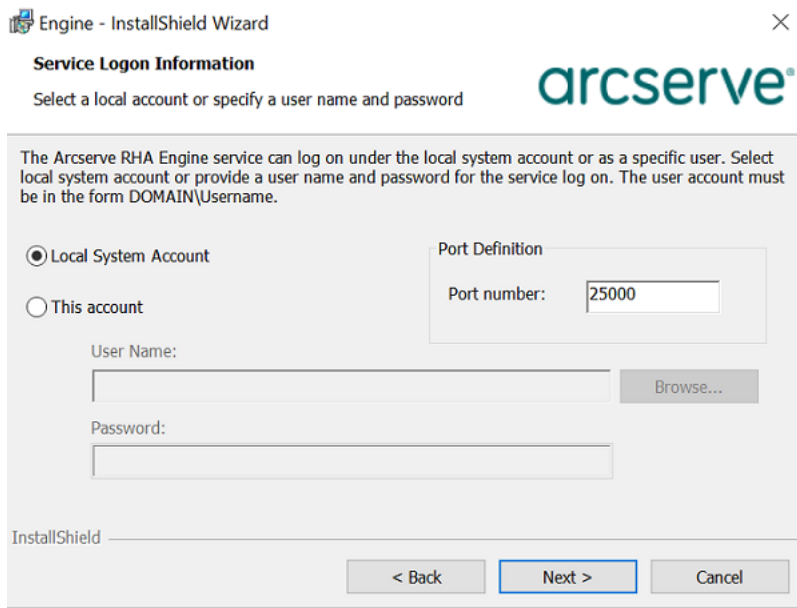 Engine - InstallShield Wizard
Service Logon Information
Select a local account or specify a user name and password
arcserve®
The Arcserve RHA Engine service can log on under the local system account or as a specific user. Select
local system account or provide a user name and password for the service log on. The user account must
be in the form DOMAIN\Username.
Local System Account
Port Definition
Port number:
25000
This account
User Name:
Browse...
Password:
InstallShield
< Back
Next >
Cancel